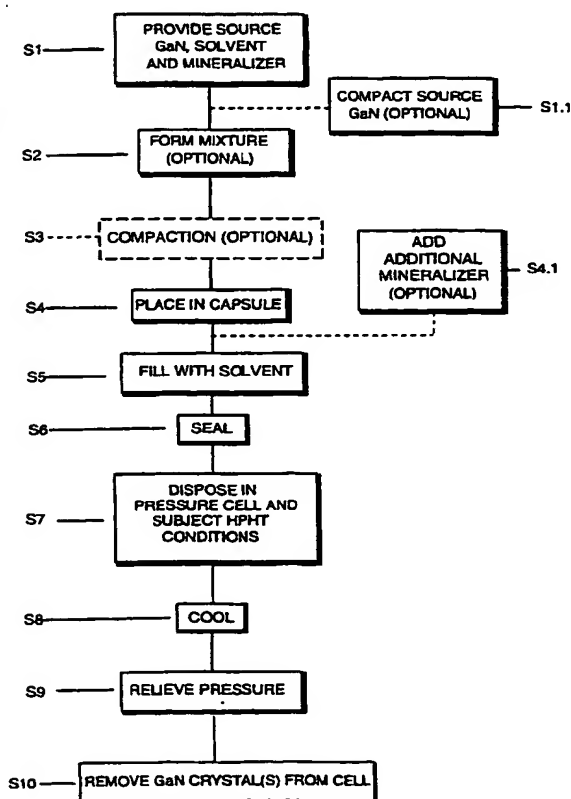 S1
PROVIDE SOURCE
GaN, SOLVENT
AND MINERALIZER
COMPACT SOURCE
GaN (OPTIONAL)
S1.1
S2
FORM MIXTURE
(OPTIONAL)
S3
COMPACTION (OPTIONAL)
ADD
ADDITIONAL
MINERALIZER
(OPTIONAL)
S4.1
S4
PLACE IN CAPSULE
S5
FILL WITH SOLVENT
S6
SEAL
S7
DISPOSE IN
PRESSURE CELL AND
SUBJECT HPHT
CONDITIONS
S8
COOL
S9
RELIEVE PRESSURE
S10
REMOVE GaN CRYSTAL(S) FROM CELL